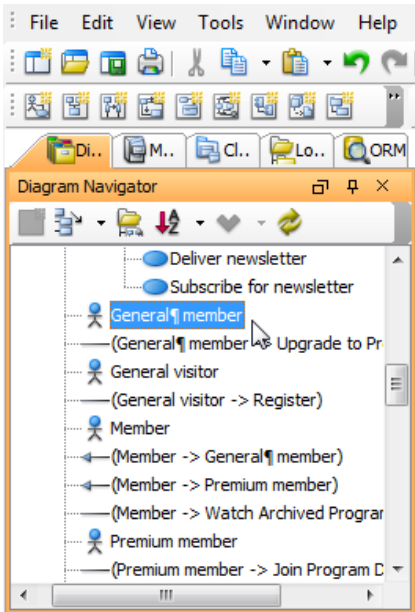 File Edit View Tools Window Help
Di.. M.. Cl.. Lo.. ORM
Diagram Navigator
Deliver newsletter
Subscribe for newsletter
General¶ member
(General¶ member -> Upgrade to Pr
General visitor
(General visitor -> Register)
Member
(Member -> General¶ member)
(Member -> Premium member)
(Member -> Watch Archived Program
Premium member
(Premium member -> Join Program D